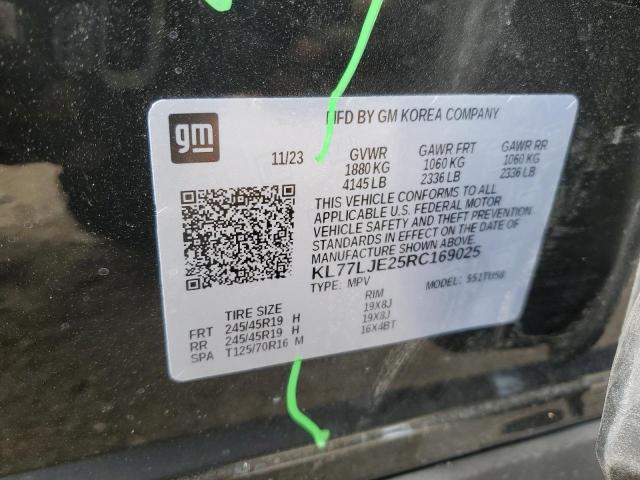 gm
MFD BY GM KOREA COMPANY
11/23 GVWR GAWR FRT GAWR RR
1880 KG 1060 KG 1060 KG
4145 LB 2336 LB 2336 LB
THIS VEHICLE CONFORMS TO ALL
APPLICABLE U.S. FEDERAL MOTOR
VEHICLE SAFETY AND THEFT PREVENTION
STANDARDS IN EFFECT ON THE DATE OF
MANUFACTURE SHOWN ABOVE.
KL77LJE25RC169025
TYPE: MPV MODEL: 5S1TU58
TIRE SIZE RIM
FRT 245/45R19 H 19X8J
RR 245/45R19 H 19X8J
SPA T125/70R16 M 16X4BT